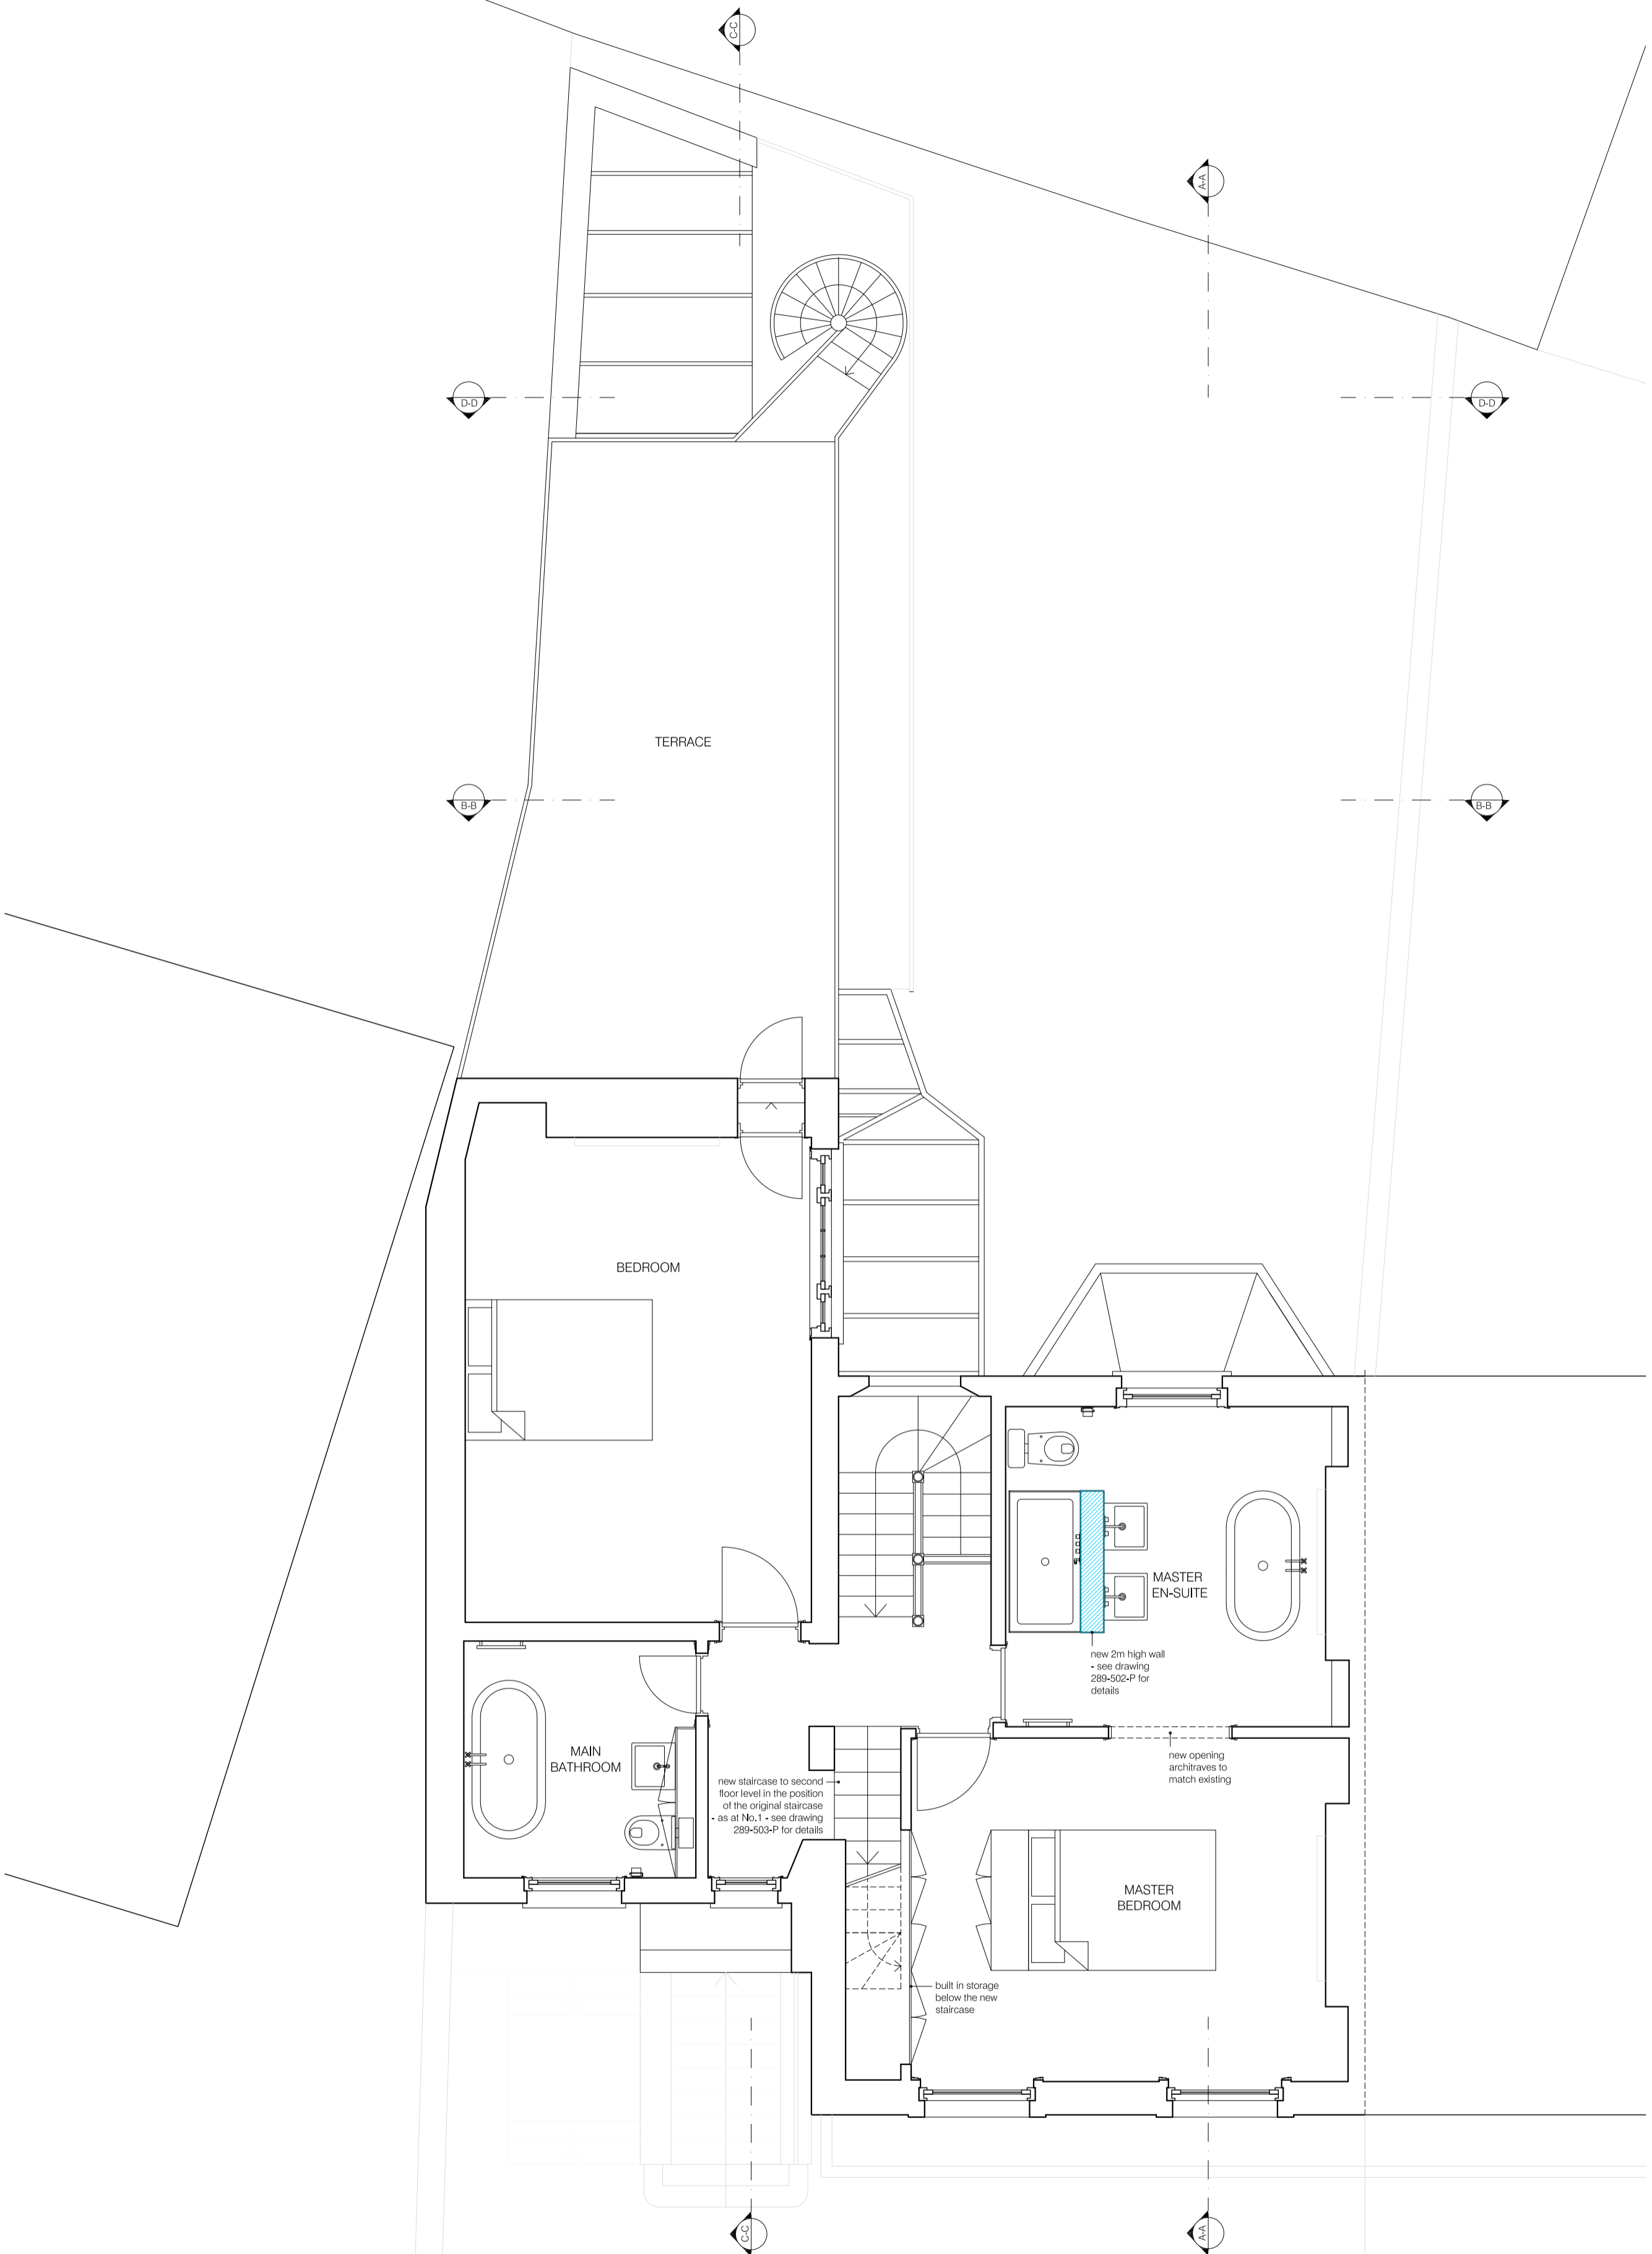 C-C
A-A
D-D
D-D
TERRACE
B-B
B-B
BEDROOM
MASTER
EN-SUITE
new 2m high wall
- see drawing
289-502-P for
details
MAIN
BATHROOM
new opening
architraves to
match existing
new staircase to second
floor level in the position
of the original staircase
- as at No.1 - see drawing
289-503-P for details
MASTER
BEDROOM
built in storage
below the new
staircase
C-C
A-A